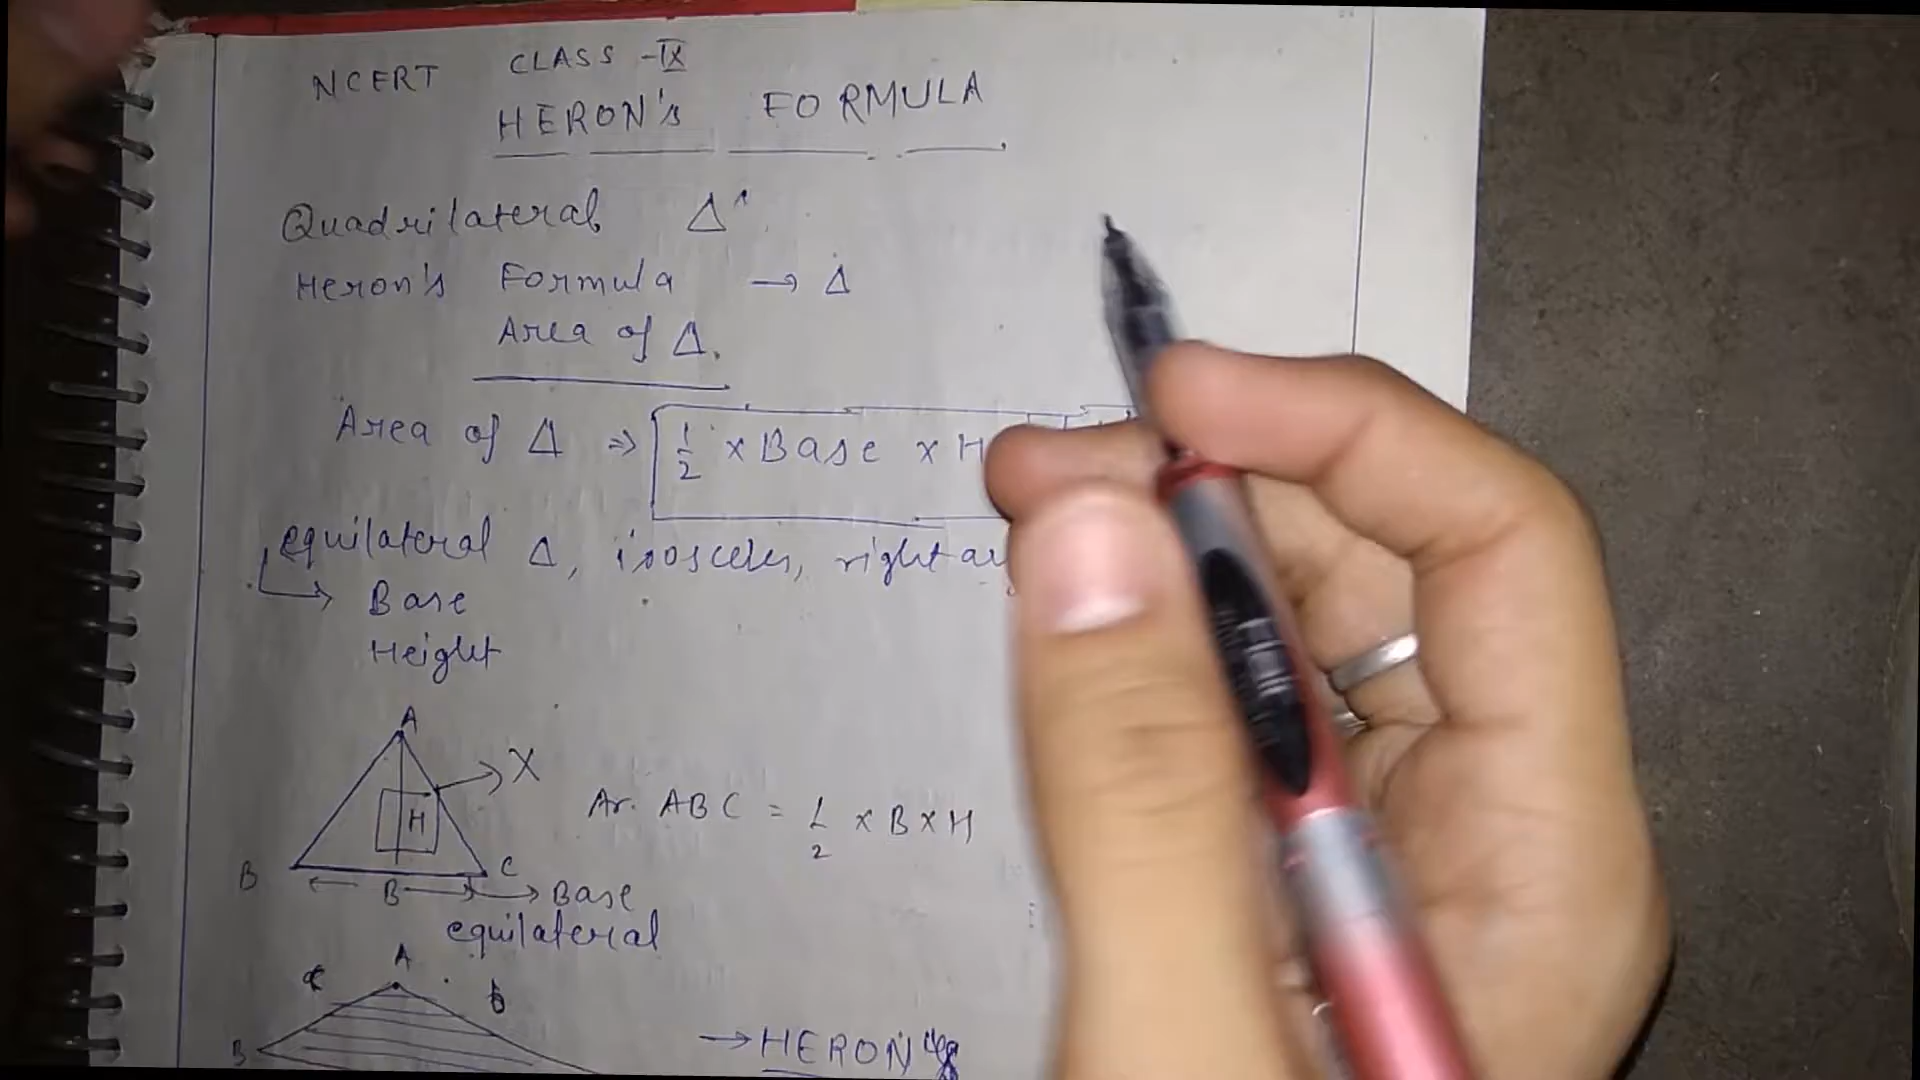 NCERT CLASS -IX
HERON's FORMULA
Quadrilateral Δ
Heron's Formula → Δ
Area of Δ.
Area of Δ ⇒ 1/2 x Base x H
equilateral Δ, isosceles, right
Base
Height
A
X
H
Ar. ABC = 1/2 x B x H
B C
B Base
equilateral
A
b
B
→ HERON